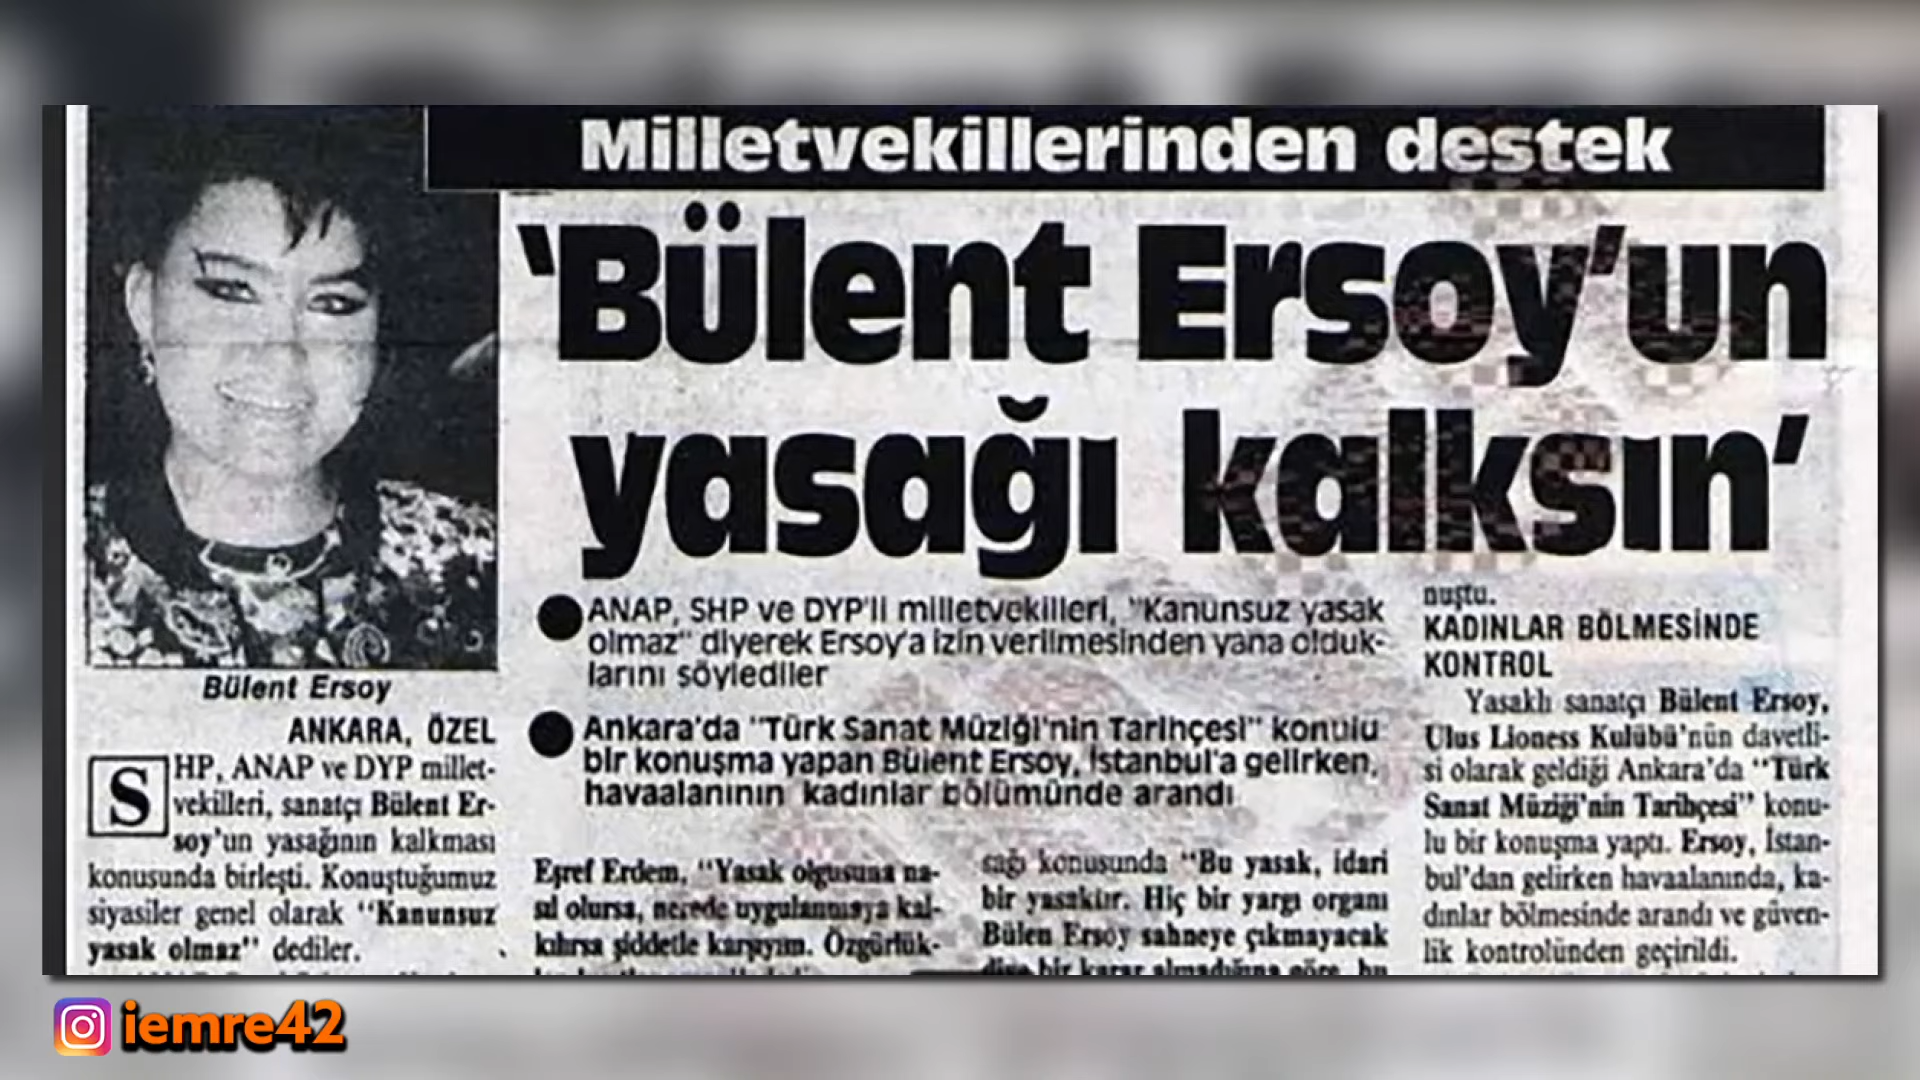 Milletvekillerinden destek
'Bülent Ersoy'un
yasağı kalksın'
● ANAP, SHP ve DYP'li milletvekilleri, "Kanunsuz yasak
olmaz" diyerek Ersoy'a izin verilmesinden yana olduk-
larını söylediler
● Ankara'da "Türk Sanat Müziği'nin Tarihçesi" konulu
bir konuşma yapan Bülent Ersoy, İstanbul'a gelirken,
havaalanının kadınlar bölümünde arandı
Bülent Ersoy
ANKARA, ÖZEL
SHP, ANAP ve DYP millet-
vekilleri, sanatçı Bülent Er-
soy'un yasağının kalkması
konusunda birleşti. Konuştuğumuz
siyasiler genel olarak "Kanunsuz
yasak olmaz" dediler.
Eşref Erdem, "Yasak olgusuna na-
sıl olursa, nerede uygulanmaya kal-
kılırsa şiddetle karşıyım. Özgürlük-
cağı konusunda "Bu yasak, idari
bir yasaktır. Hiç bir yargı organı
Bülen Ersoy sahneye çıkmayacak
diye bir karar almadığına göre, bu
nuştu.
KADINLAR BÖLMESİNDE
KONTROL
Yasaklı sanatçı Bülent Ersoy,
Ulus Lioness Kulübü'nün davetli-
si olarak geldiği Ankara'da "Türk
Sanat Müziği'nin Tarihçesi" konu-
lu bir konuşma yaptı. Ersoy, İstan-
bul'dan gelirken havaalanında, ka-
dınlar bölmesinde arandı ve güven-
lik kontrolünden geçirildi.
iemre42